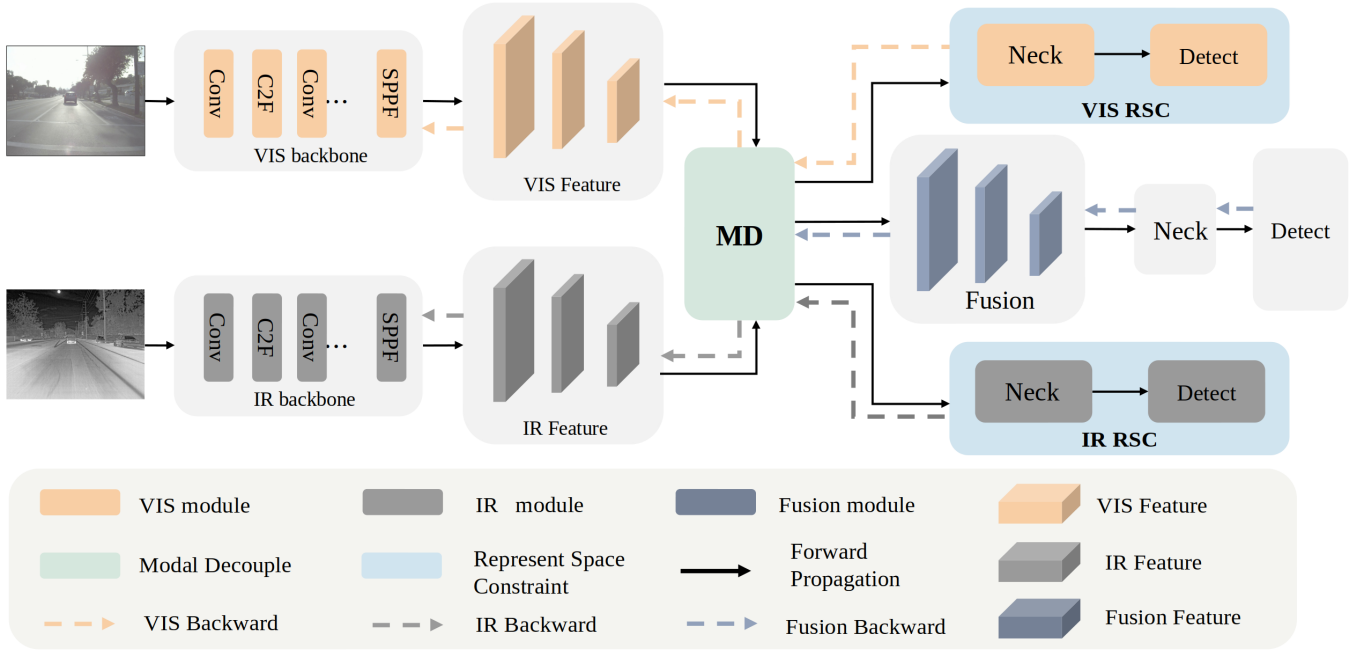 Conv
C2F
Conv
...
SPPF
VIS backbone
VIS Feature
Neck
Detect
VIS RSC
MD
Fusion
Neck
Detect
Conv
C2F
Conv
...
SPPF
IR backbone
IR Feature
Neck
Detect
IR RSC
VIS module
IR module
Fusion module
VIS Feature
Modal Decouple
Represent Space
Constraint
Forward
Propagation
IR Feature
VIS Backward
IR Backward
Fusion Backward
Fusion Feature